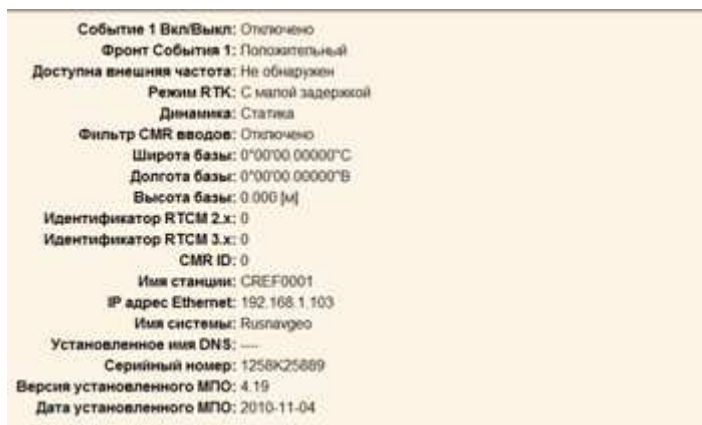 Событие 1 Вкл/Выкл: Отключено
Фронт События 1: Положительный
Доступна внешняя частота: Не обнаружен
Режим RTK: С малой задержкой
Динамика: Статика
Фильтр CMR вводов: Отключено
Широта базы: 0°00'00.00000"С
Долгота базы: 0°00'00.00000"В
Высота базы: 0.000 [м]
Идентификатор RTCM 2.x: 0
Идентификатор RTCM 3.x: 0
CMR ID: 0
Имя станции: CREF0001
IP адрес Ethernet: 192.168.1.103
Имя системы: Rusnavgeo
Установленное имя DNS: ----
Серийный номер: 1258K25889
Версия установленного МПО: 4.19
Дата установленного МПО: 2010-11-04